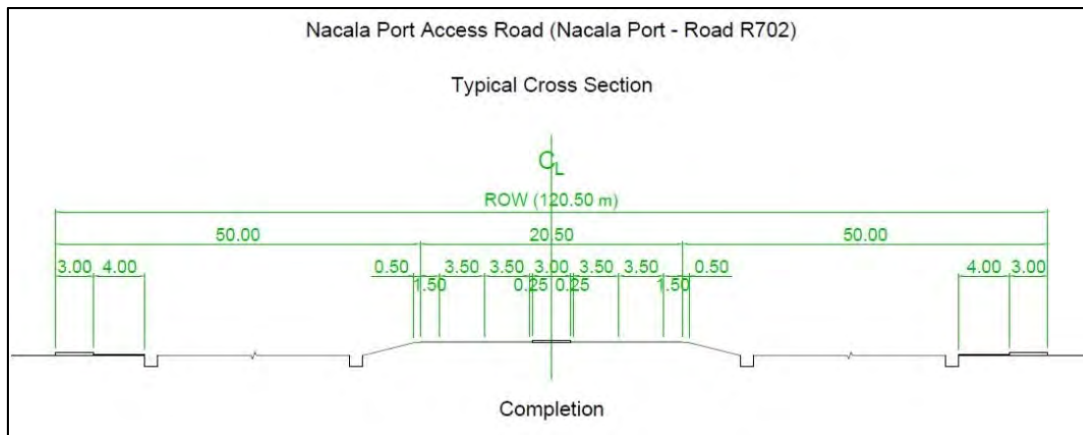 Nacala Port Access Road (Nacala Port - Road R702)
Typical Cross Section
CL
ROW (120.50 m)
50.00 20.50 50.00
3.00 4.00 0.50 3.50 3.50 3.00 3.50 3.50 0.50 4.00 3.00
1.50 0.25 0.25 1.50
Completion